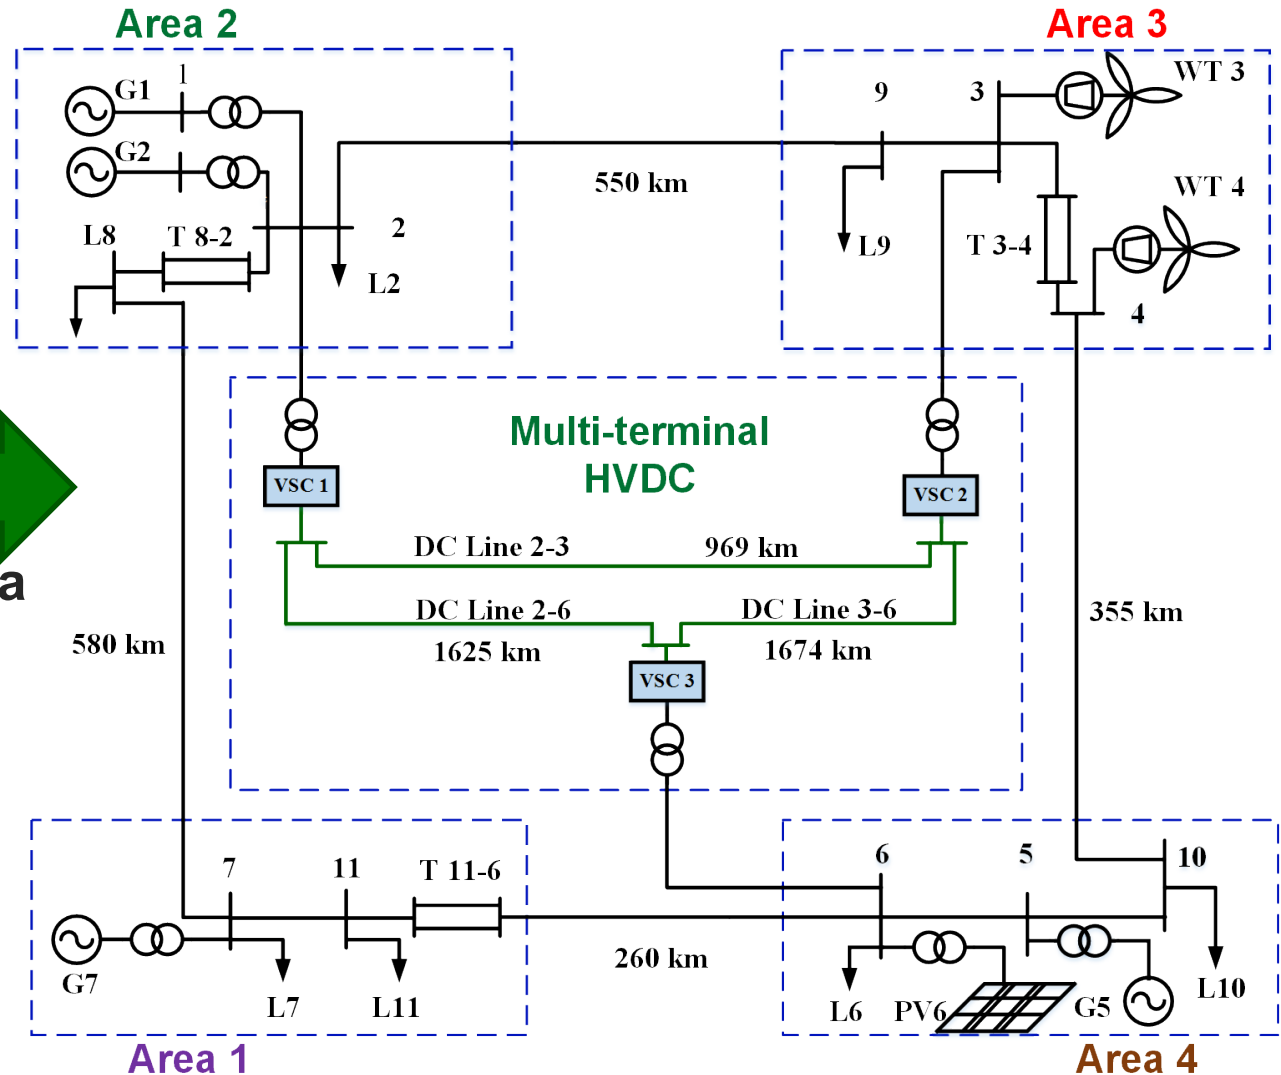 Area 2
Area 3
1
G1
G2
L8
T 8-2
2
L2
550 km
9
3
WT 3
WT 4
L9
T 3-4
4
Multi-terminal
HVDC
VSC 1
VSC 2
DC Line 2-3
969 km
DC Line 2-6
1625 km
DC Line 3-6
1674 km
VSC 3
a
580 km
355 km
7
11
T 11-6
G7
L7
L11
260 km
6
5
10
L6
PV6
G5
L10
Area 1
Area 4